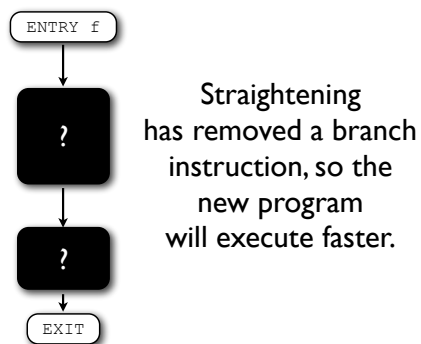 ENTRY f
?
?
EXIT
Straightening
has removed a branch
instruction, so the
new program
will execute faster.